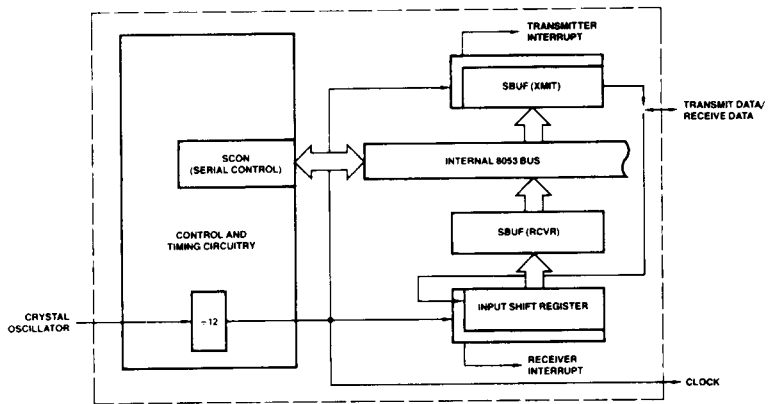 TRANSMITTER
INTERRUPT
SBUF (XMIT)
TRANSMIT DATA/
RECEIVE DATA
SCON
(SERIAL CONTROL)
INTERNAL 8053 BUS
CONTROL AND
TIMING CIRCUITRY
SBUF (RCVR)
INPUT SHIFT REGISTER
CRYSTAL
OSCILLATOR
÷12
RECEIVER
INTERRUPT
CLOCK